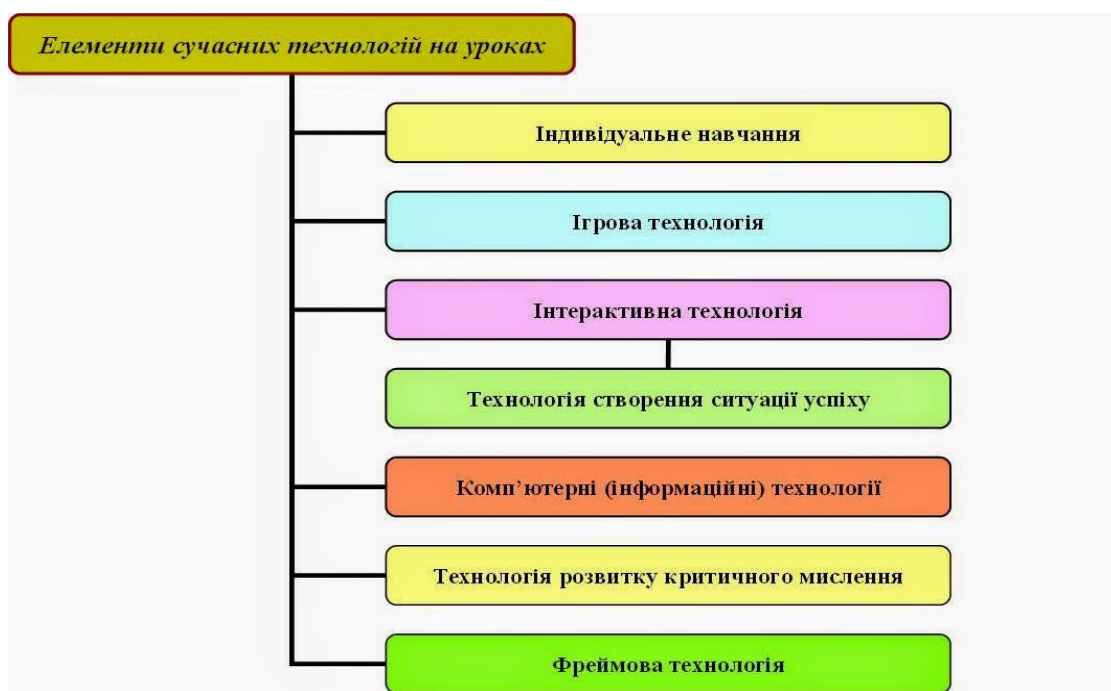 Елементи сучасних технологій на уроках
Індивідуальне навчання
Ігрова технологія
Інтерактивна технологія
Технологія створення ситуації успіху
Комп’ютерні (інформаційні) технології
Технологія розвитку критичного мислення
Фреймова технологія